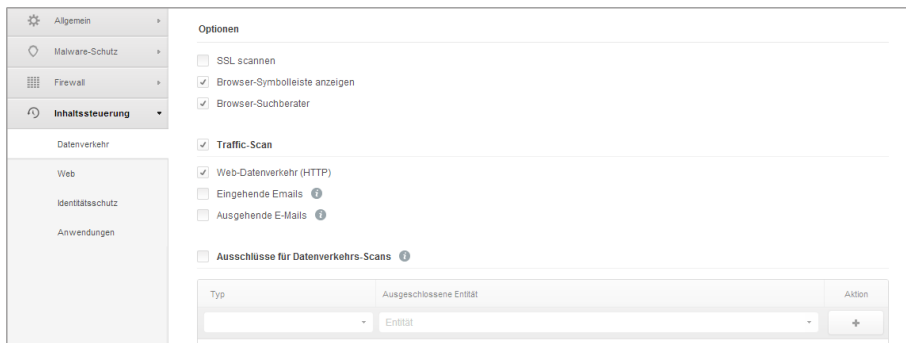 Allgemein
Malware-Schutz
Firewall
Inhaltssteuerung
Datenverkehr
Web
Identitätsschutz
Anwendungen
Optionen
SSL scannen
Browser-Symbolleiste anzeigen
Browser-Suchberater
Traffic-Scan
Web-Datenverkehr (HTTP)
Eingehende Emails
Ausgehende E-Mails
Ausschlüsse für Datenverkehrs-Scans
Typ Ausgeschlossene Entität Aktion
Entität